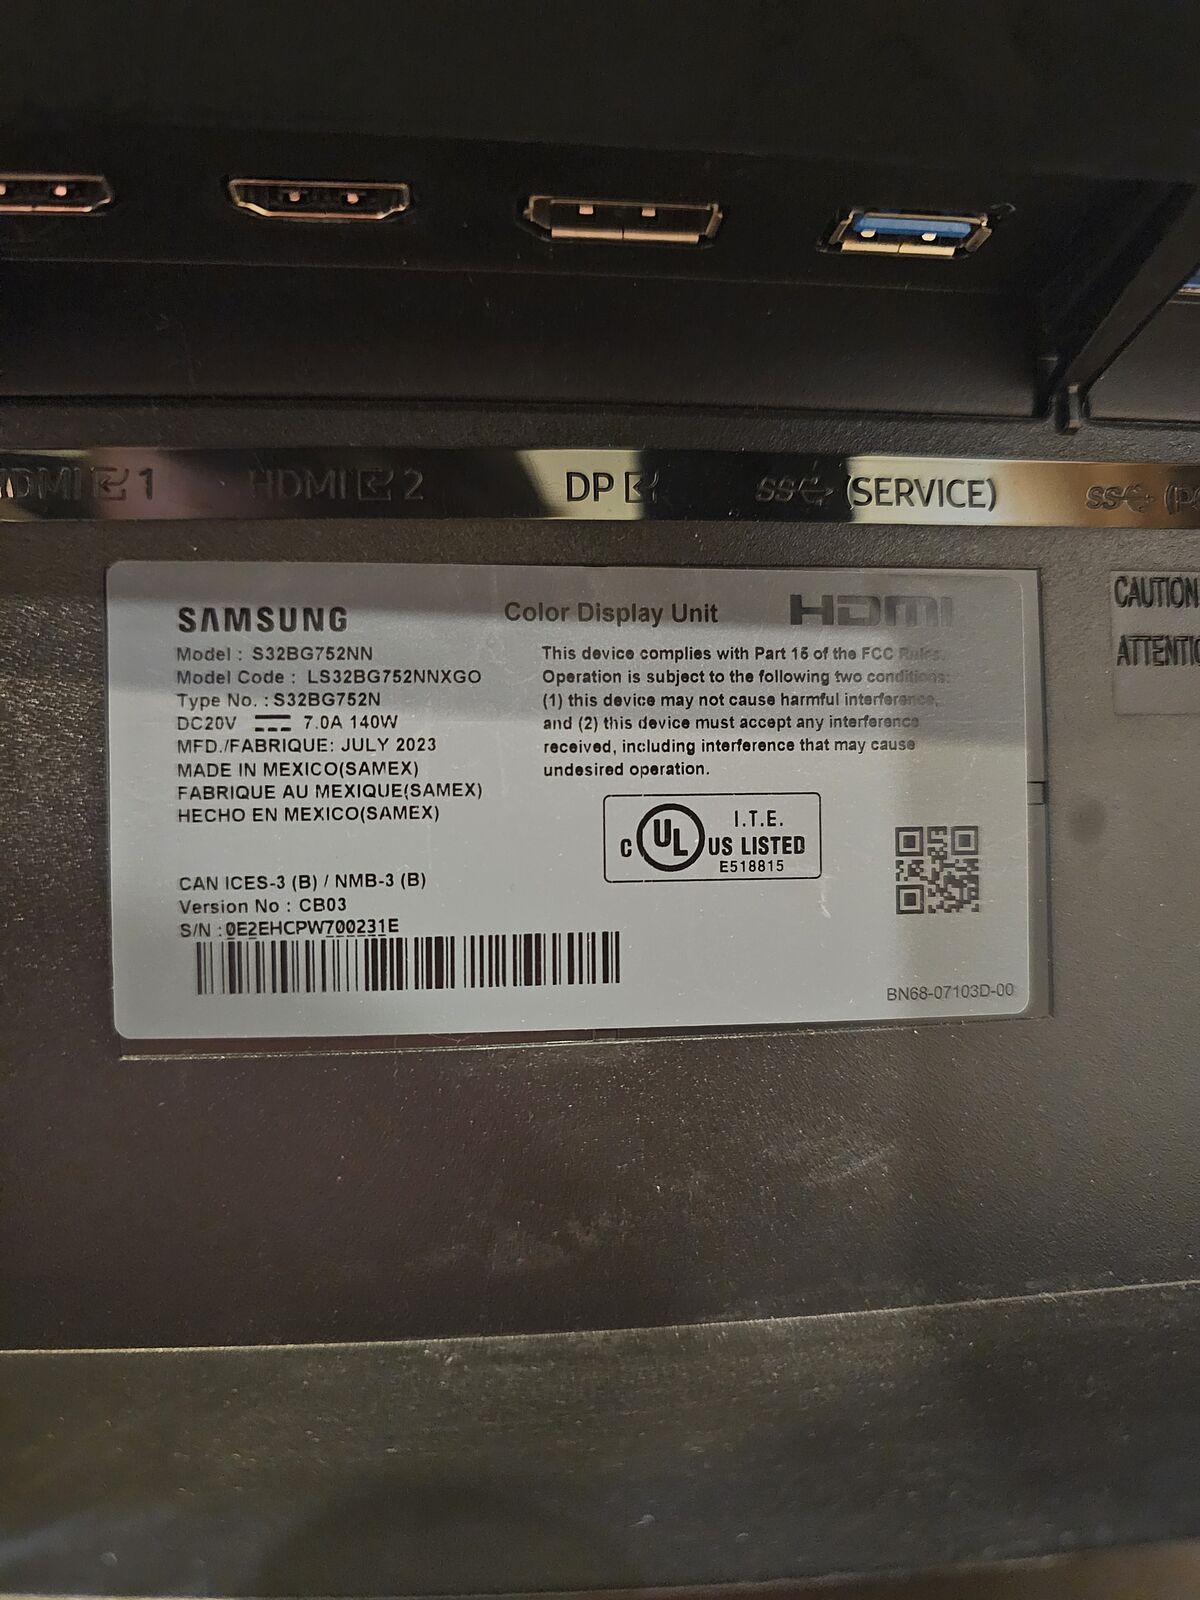 HDMI 1
HDMI 2
DP
SS (SERVICE)
SS
SAMSUNG
Color Display Unit
HDMI
Model : S32BG752NN
Model Code : LS32BG752NNXGO
Type No. : S32BG752N
DC20V 7.0A 140W
MFD./FABRIQUE: JULY 2023
MADE IN MEXICO(SAMEX)
FABRIQUE AU MEXIQUE(SAMEX)
HECHO EN MEXICO(SAMEX)
This device complies with Part 15 of the FCC Rules.
Operation is subject to the following two conditions:
(1) this device may not cause harmful interference,
and (2) this device must accept any interference
received, including interference that may cause
undesired operation.
C UL US LISTED
I.T.E.
E518815
CAN ICES-3 (B) / NMB-3 (B)
Version No : CB03
S/N : 0E2EHCPW700231E
BN68-07103D-00
CAUTION